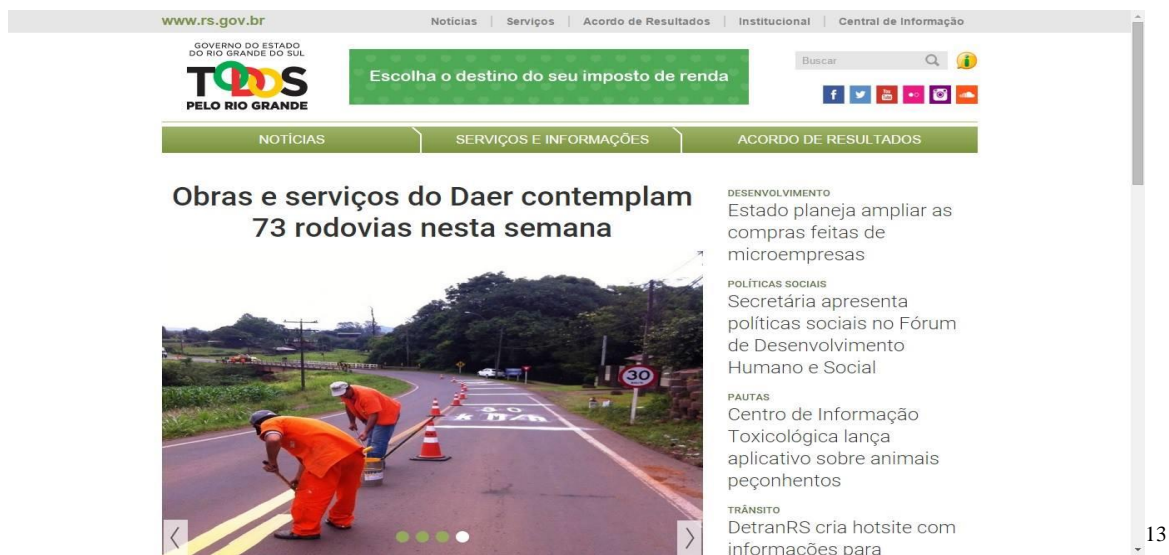 www.rs.gov.br
Notícias | Serviços | Acordo de Resultados | Institucional | Central de Informação
GOVERNO DO ESTADO
DO RIO GRANDE DO SUL
TODOS
PELO RIO GRANDE
Escolha o destino do seu imposto de renda
Buscar
NOTÍCIAS
SERVIÇOS E INFORMAÇÕES
ACORDO DE RESULTADOS
Obras e serviços do Daer contemplam
73 rodovias nesta semana
30
DESENVOLVIMENTO
Estado planeja ampliar as
compras feitas de
microempresas
POLÍTICAS SOCIAIS
Secretária apresenta
políticas sociais no Fórum
de Desenvolvimento
Humano e Social
PAUTAS
Centro de Informação
Toxicológica lança
aplicativo sobre animais
peçonhentos
TRÂNSITO
DetranRS cria hotsite com
informações para
13